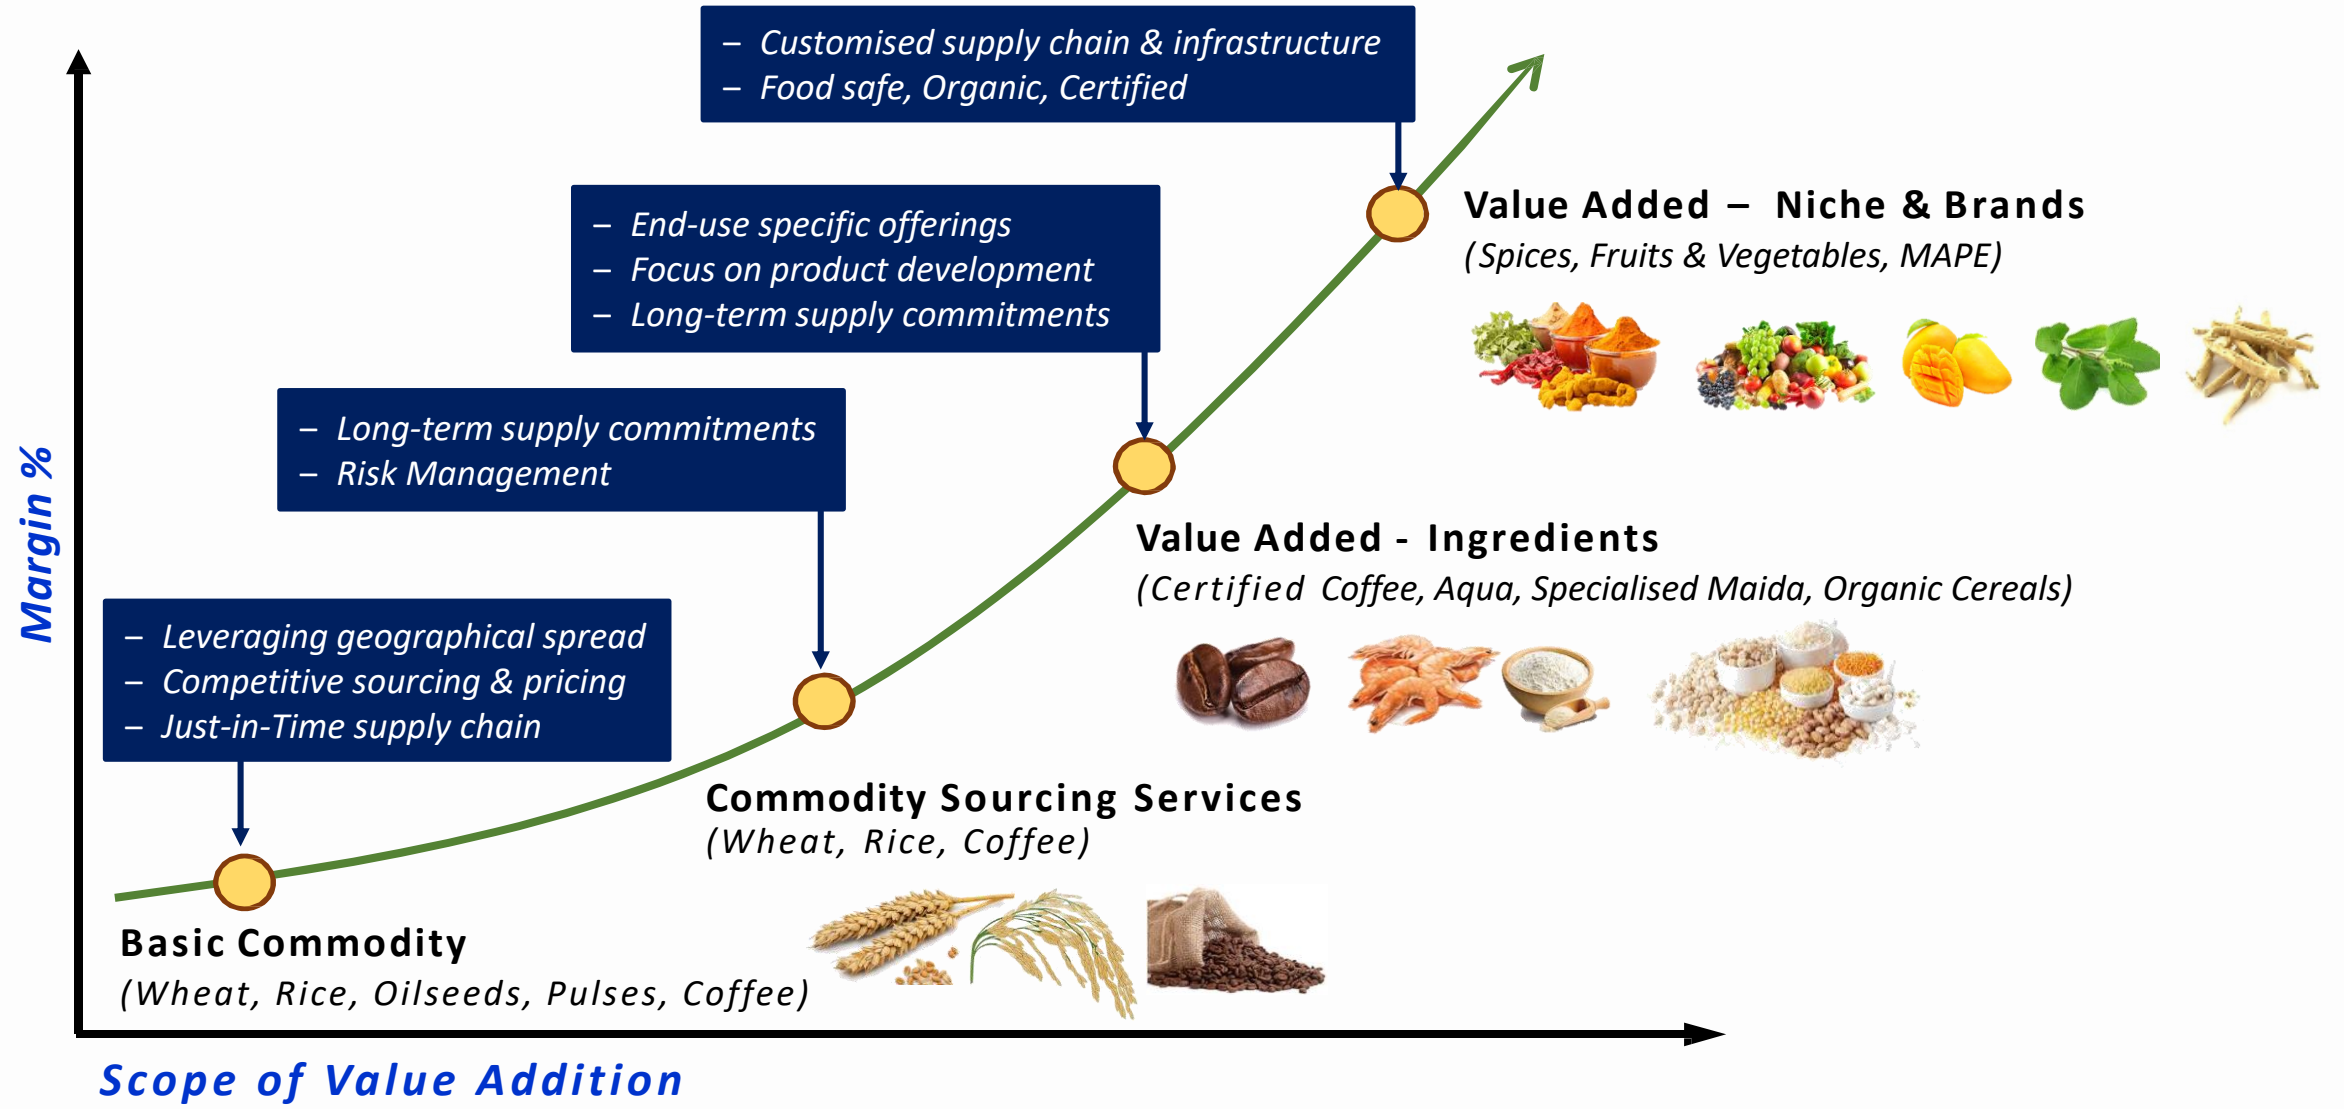 – Customised supply chain & infrastructure
– Food safe, Organic, Certified
– End-use specific offerings
– Focus on product development
– Long-term supply commitments
Value Added – Niche & Brands
(Spices, Fruits & Vegetables, MAPE)
– Long-term supply commitments
– Risk Management
Value Added - Ingredients
(Certified Coffee, Aqua, Specialised Maida, Organic Cereals)
– Leveraging geographical spread
– Competitive sourcing & pricing
– Just-in-Time supply chain
Commodity Sourcing Services
(Wheat, Rice, Coffee)
Basic Commodity
(Wheat, Rice, Oilseeds, Pulses, Coffee)
Margin %
Scope of Value Addition